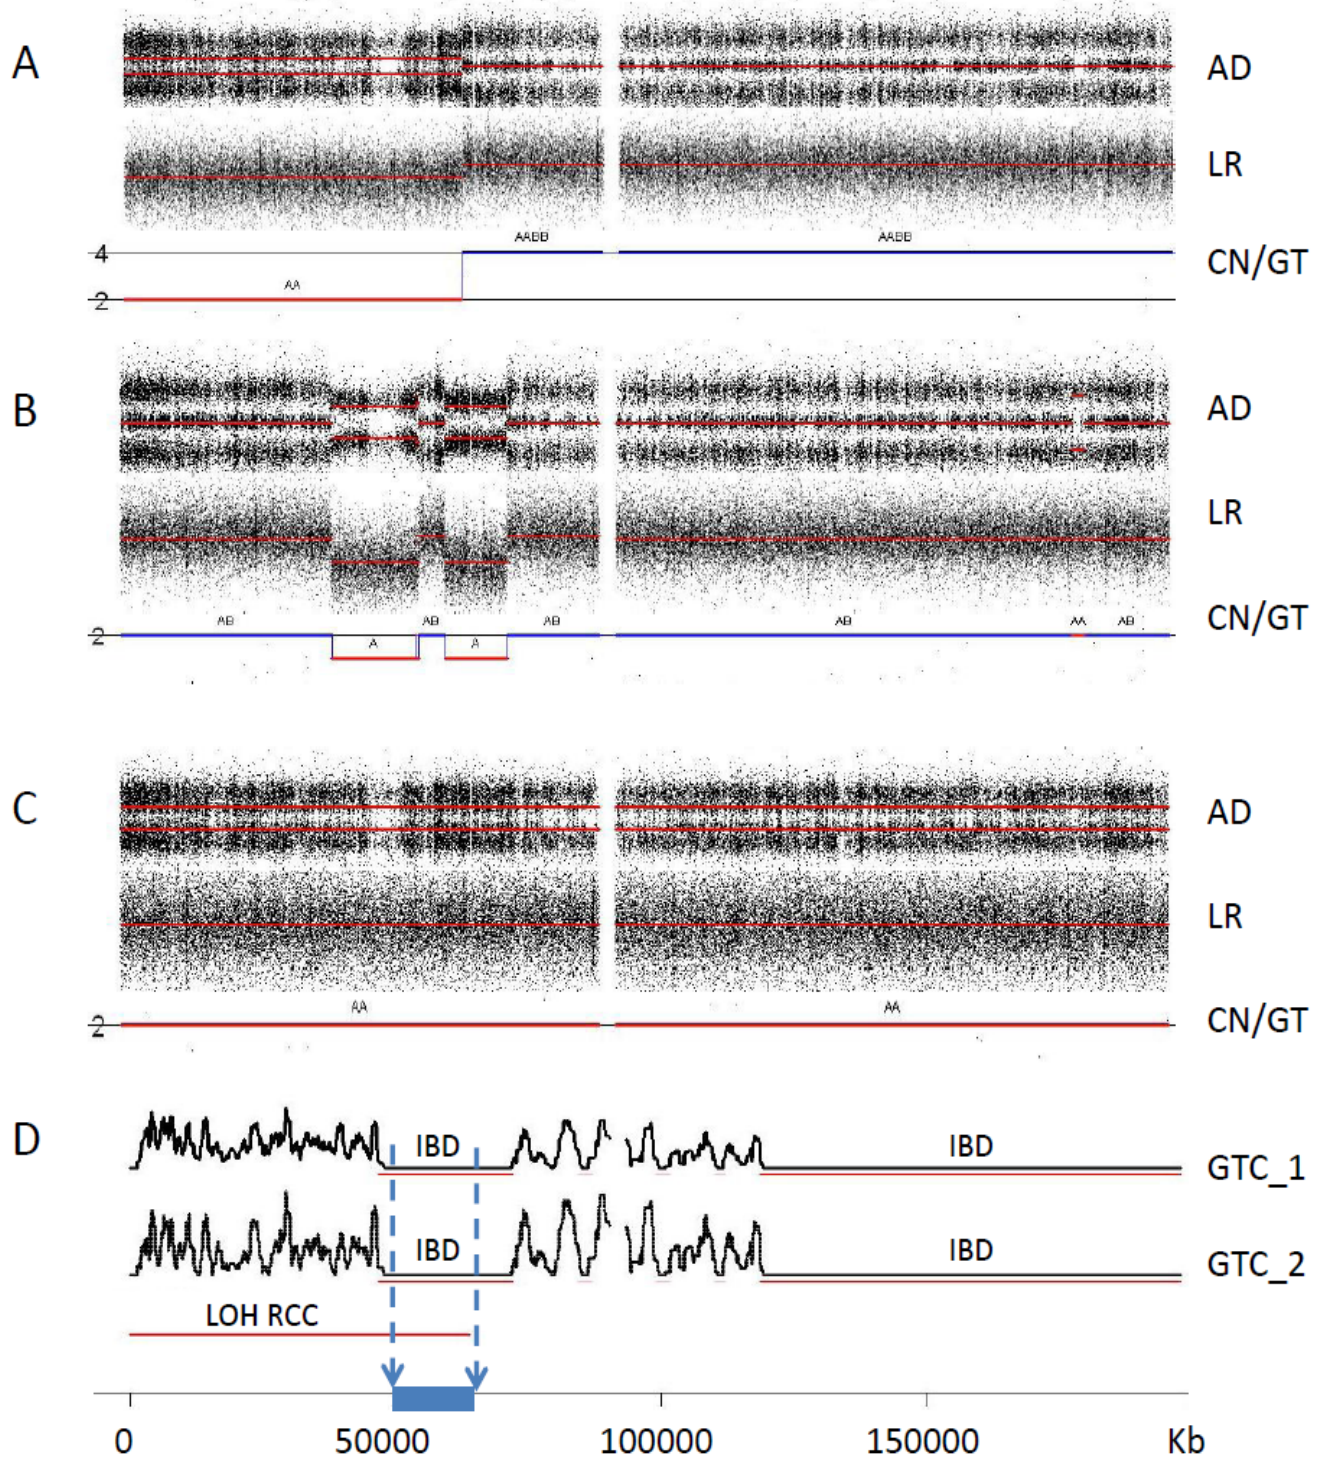 A
AD
LR
AABB
AABB
4
CN/GT
AA
2
B
AD
LR
CN/GT
AB
AB
AB
AB
AA
AB
2
A
A
C
AD
LR
AA
AA
2
CN/GT
D
IBD
IBD
GTC_1
IBD
IBD
GTC_2
LOH RCC
0
50000
100000
150000
Kb